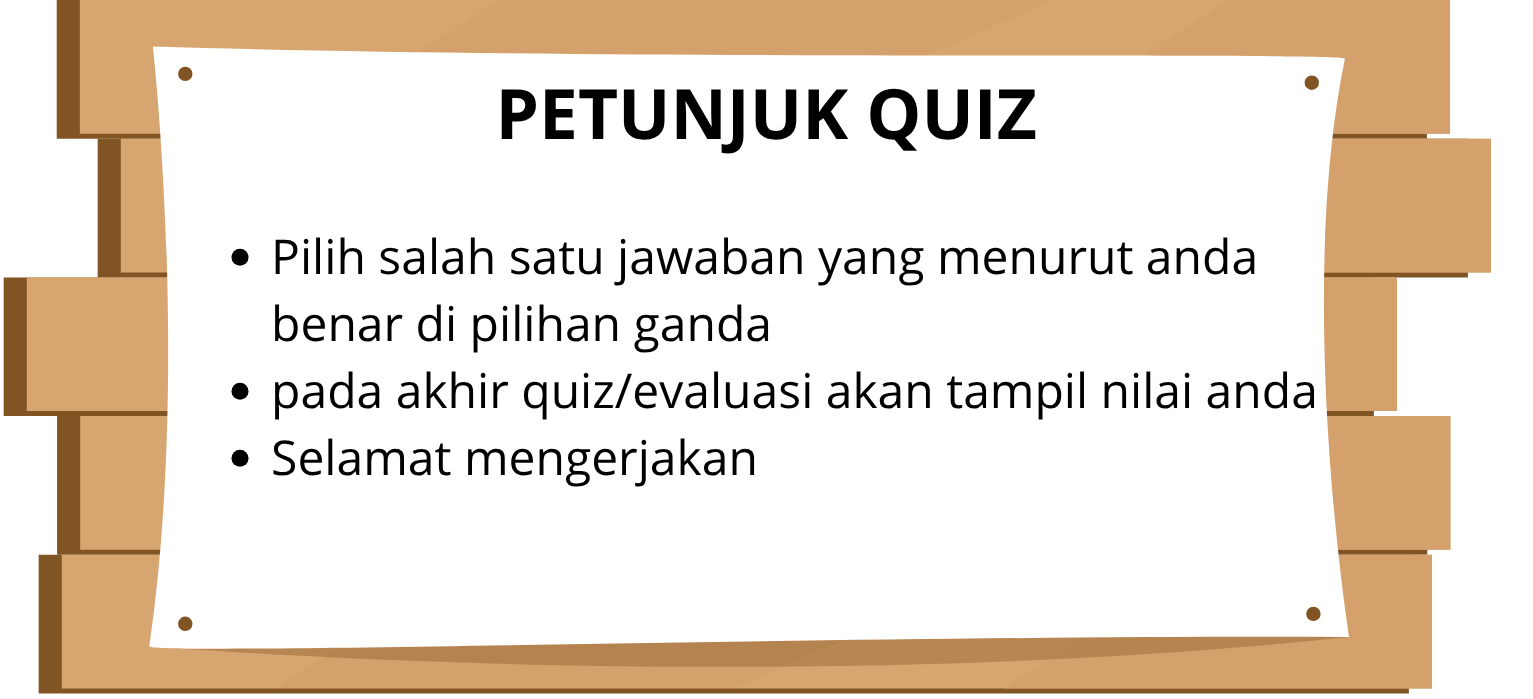 PETUNJUK QUIZ
• Pilih salah satu jawaban yang menurut anda
benar di pilihan ganda
• pada akhir quiz/evaluasi akan tampil nilai anda
• Selamat mengerjakan